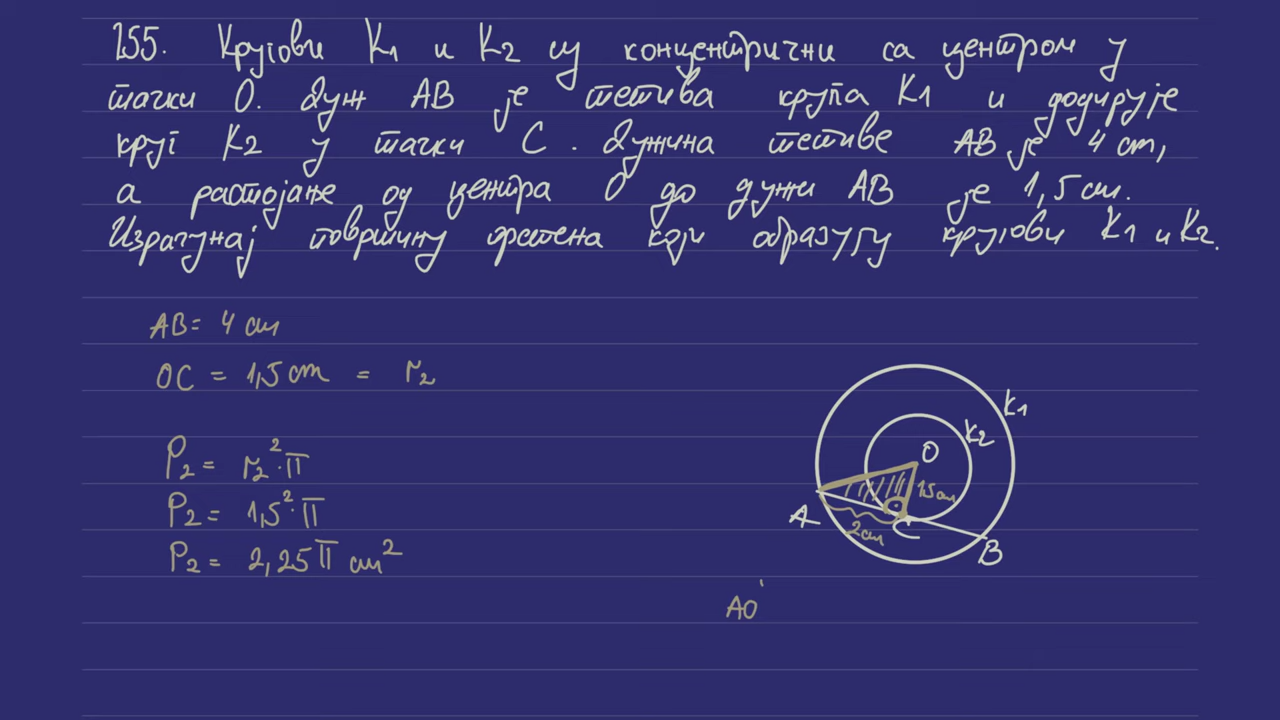 255. Кругови K1 и K2 су концентрични са центром у
тачки O. Дуж AB је тетива круга K1 и додирује
круг K2 у тачки C. Дужина тетиве AB је 4 cm,
а растојање од центра O до дужи AB је 1,5 cm.
Израчунај површину прстена који образују кругови K1 и K2.
AB = 4 cm
OC = 1,5 cm = r₂
P₂ = r₂² · π
P₂ = 1,5² · π
P₂ = 2,25 π cm²
K1
K2
O
1,5 cm
A
2 cm
C
B
AO